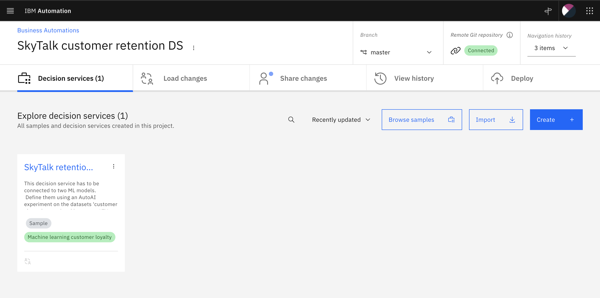 IBM Automation
Business Automations
SkyTalk customer retention DS
Branch
master
Remote Git repository
Connected
Navigation history
3 items
Decision services (1)
Load changes
Share changes
View history
Deploy
Explore decision services (1)
All samples and decision services created in this project.
Recently updated
Browse samples
Import
Create
SkyTalk retentio...
This decision service has to be
connected to two ML models.
Define them using an AutoAI
experiment on the datasets 'customer
Sample
Machine learning customer loyalty